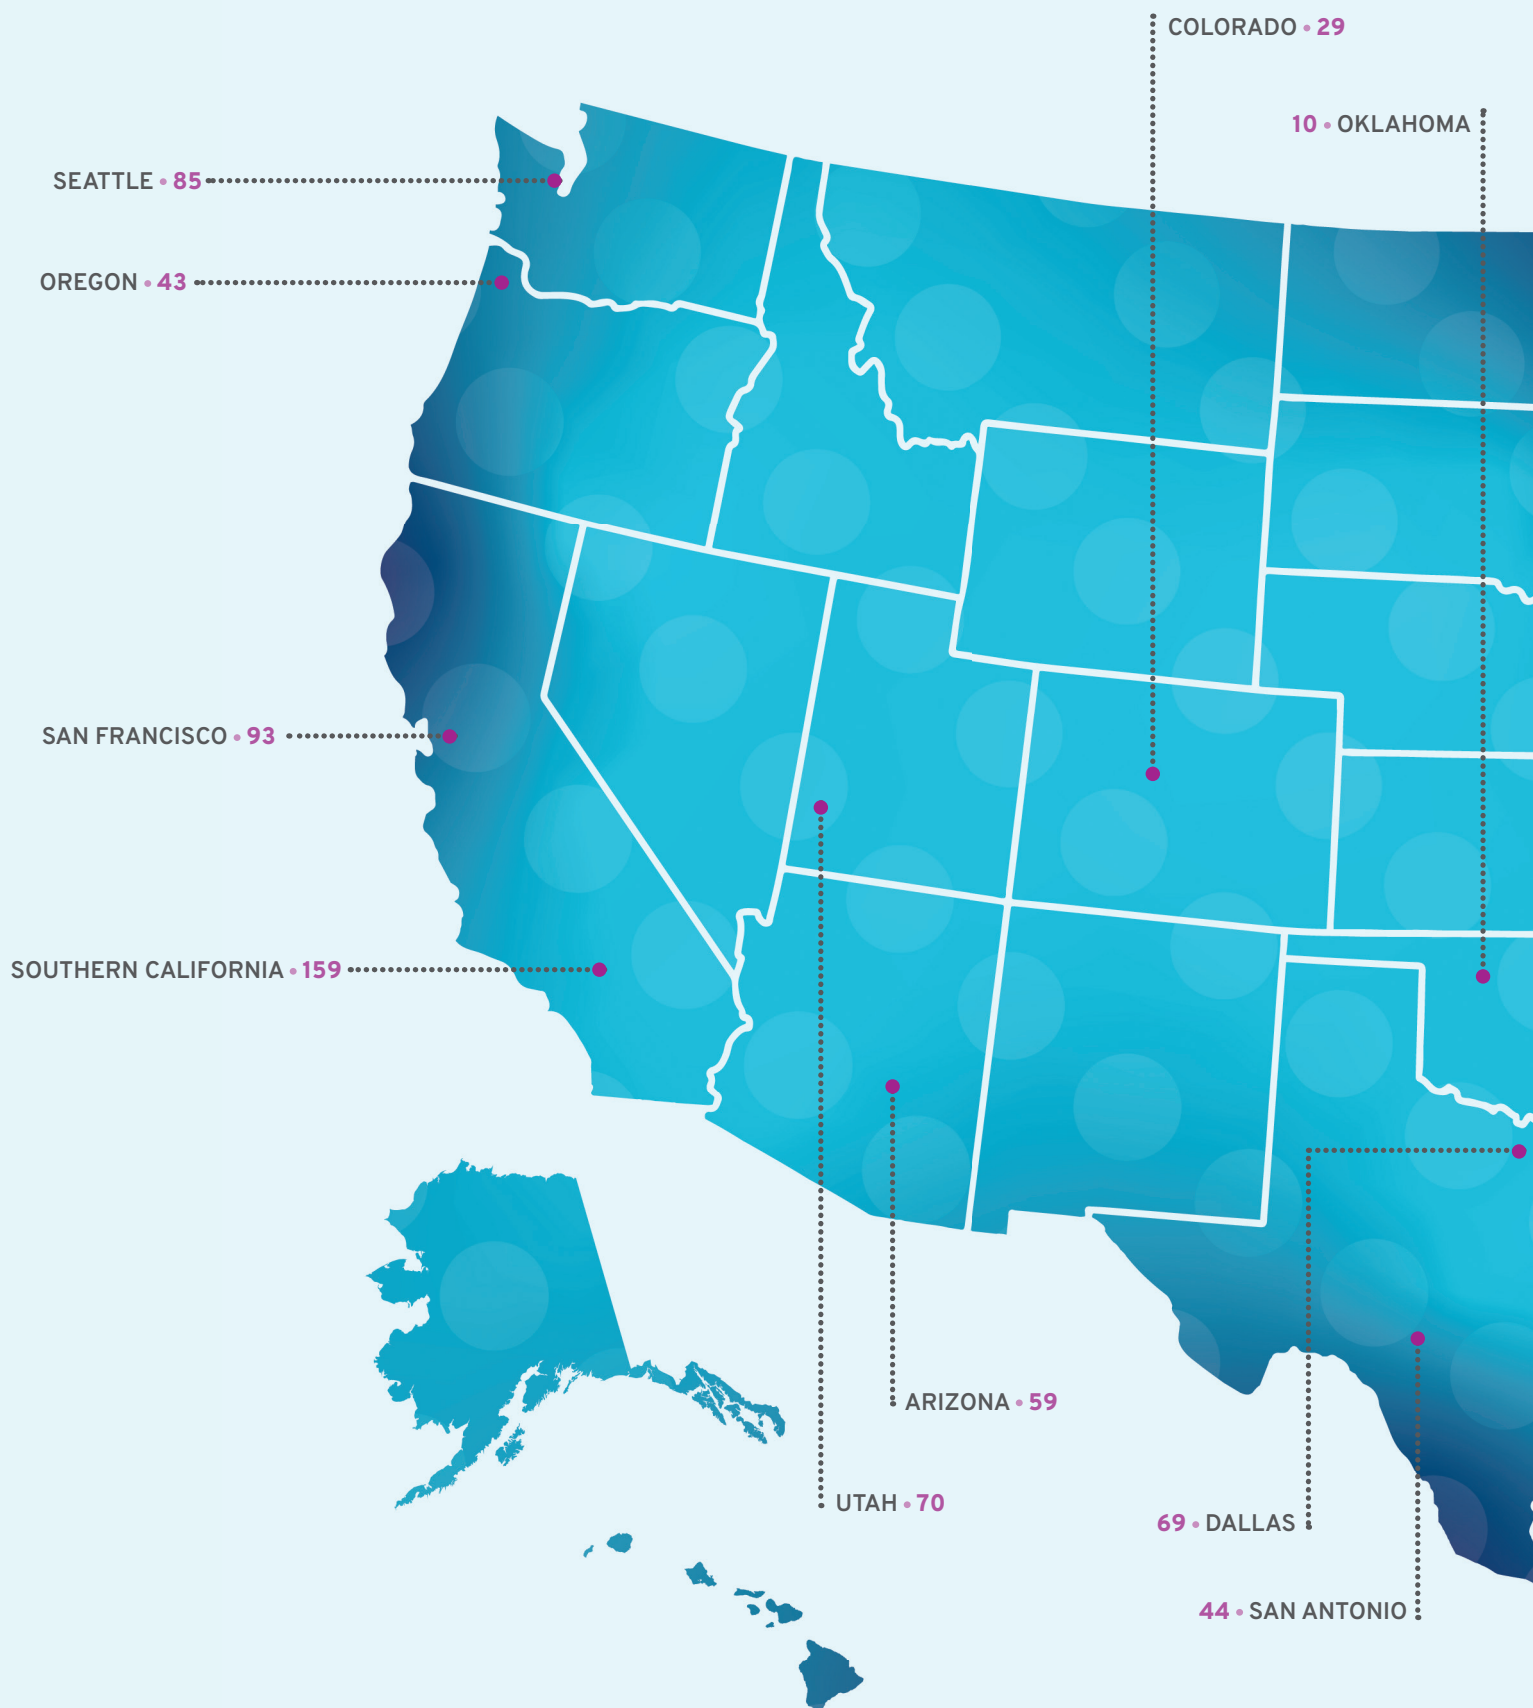 COLORADO • 29
10 • OKLAHOMA
SEATTLE • 85
OREGON • 43
SAN FRANCISCO • 93
SOUTHERN CALIFORNIA • 159
ARIZONA • 59
UTAH • 70
69 • DALLAS
44 • SAN ANTONIO